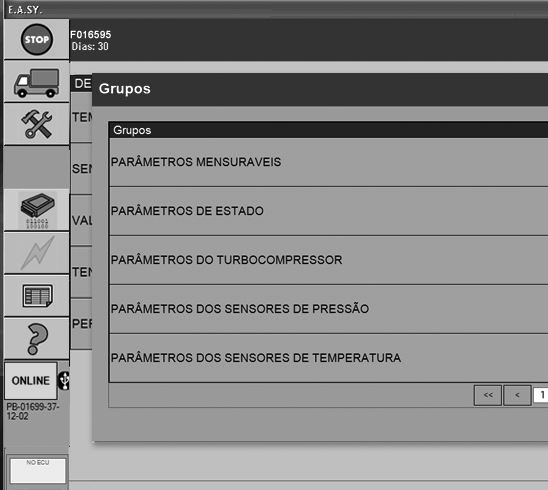 E.A.SY.
STOP
F016595
Dias: 30
DE
Grupos
Grupos
TEM
PARÂMETROS MENSURAVEIS
SEN
PARÂMETROS DE ESTADO
VAL
011001
100100
PARÂMETROS DO TURBOCOMPRESSOR
TEN
PARÂMETROS DOS SENSORES DE PRESSÃO
PER
PARÂMETROS DOS SENSORES DE TEMPERATURA
ONLINE
<< < 1
PB-01699-37-
12-02
NO ECU